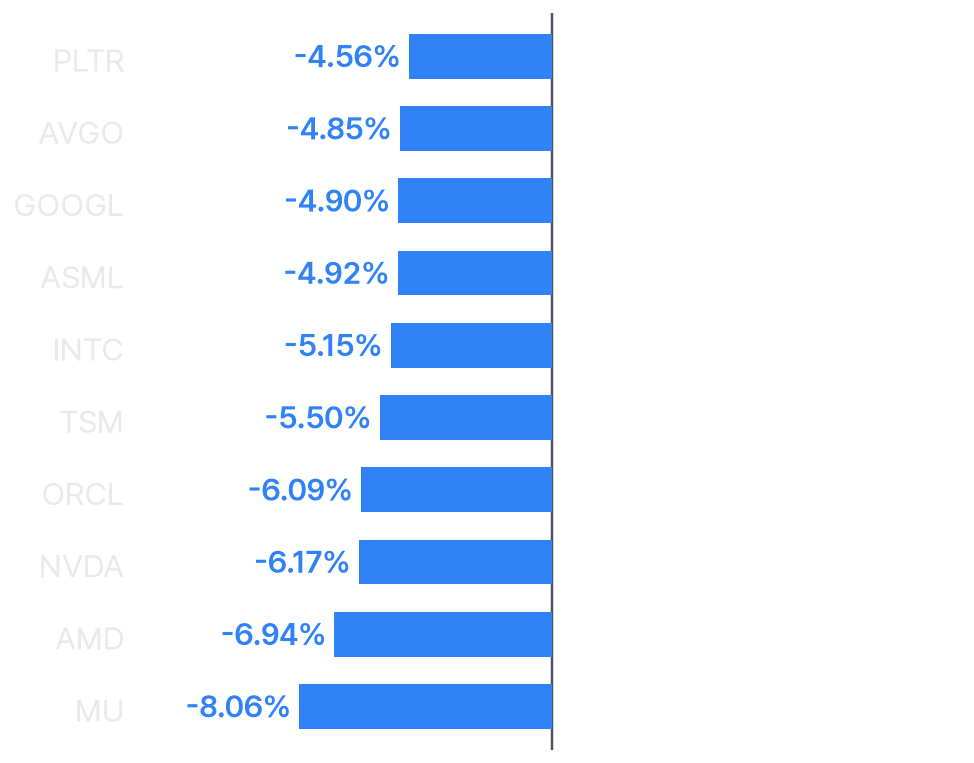 PLTR -4.56%
AVGO -4.85%
GOOGL -4.90%
ASML -4.92%
INTC -5.15%
TSM -5.50%
ORCL -6.09%
NVDA -6.17%
AMD -6.94%
MU -8.06%